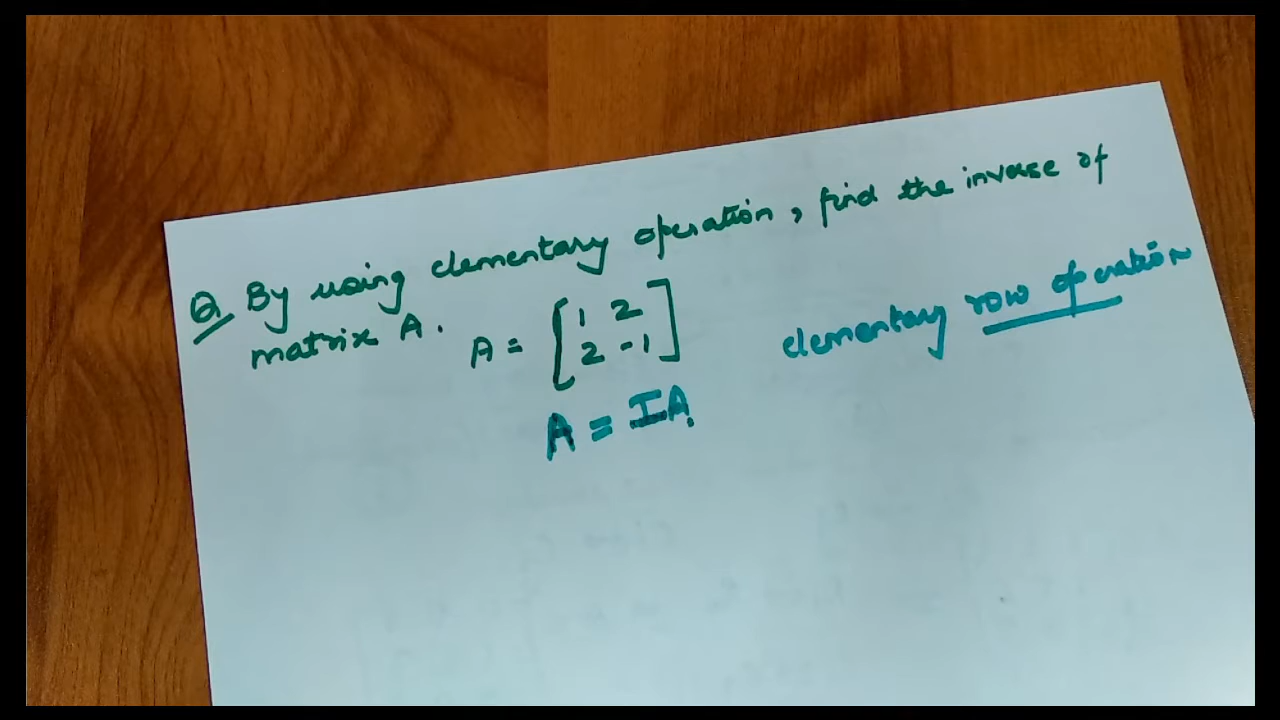 Q By using elementary operation, find the inverse of
matrix A. A = [1 2
2 -1]
elementary row operation
A = IA.